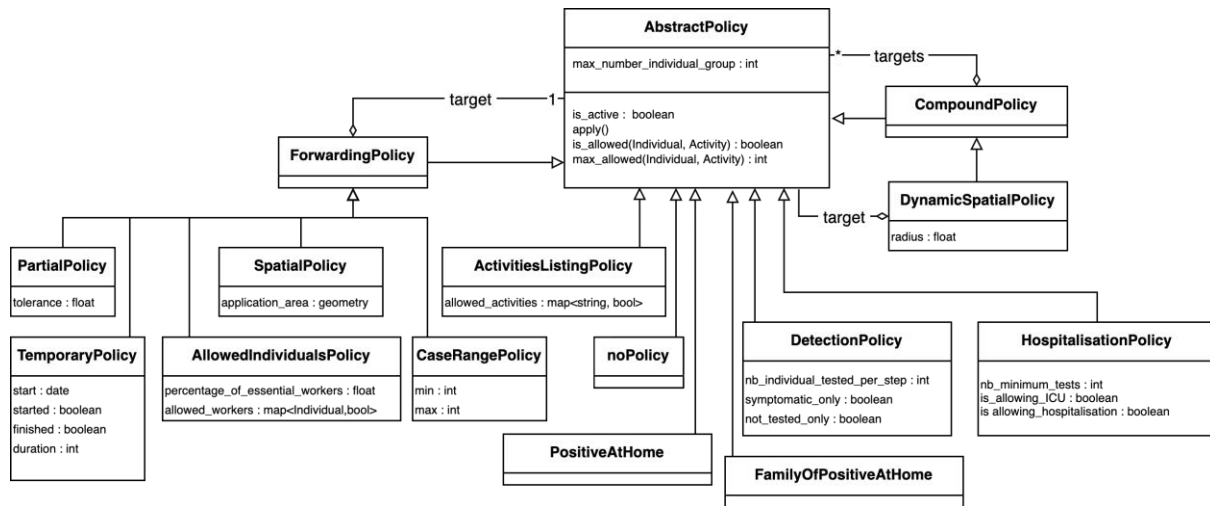 AbstractPolicy
max_number_individual_group : int
is_active :  boolean
apply()
is_allowed(Individual, Activity) : boolean
max_allowed(Individual, Activity) : int
* targets
CompoundPolicy
target 1
ForwardingPolicy
target
DynamicSpatialPolicy
radius : float
PartialPolicy
tolerance : float
SpatialPolicy
application_area : geometry
ActivitiesListingPolicy
allowed_activities : map<string, bool>
TemporaryPolicy
start : date
started : boolean
finished : boolean
duration : int
AllowedIndividualsPolicy
percentage_of_essential_workers : float
allowed_workers : map<Individual,bool>
CaseRangePolicy
min : int
max : int
noPolicy
DetectionPolicy
nb_individual_tested_per_step : int
symptomatic_only : boolean
not_tested_only : boolean
HospitalisationPolicy
nb_minimum_tests : int
is_allowing_ICU : boolean
is allowing_hospitalisation : boolean
PositiveAtHome
FamilyOfPositiveAtHome